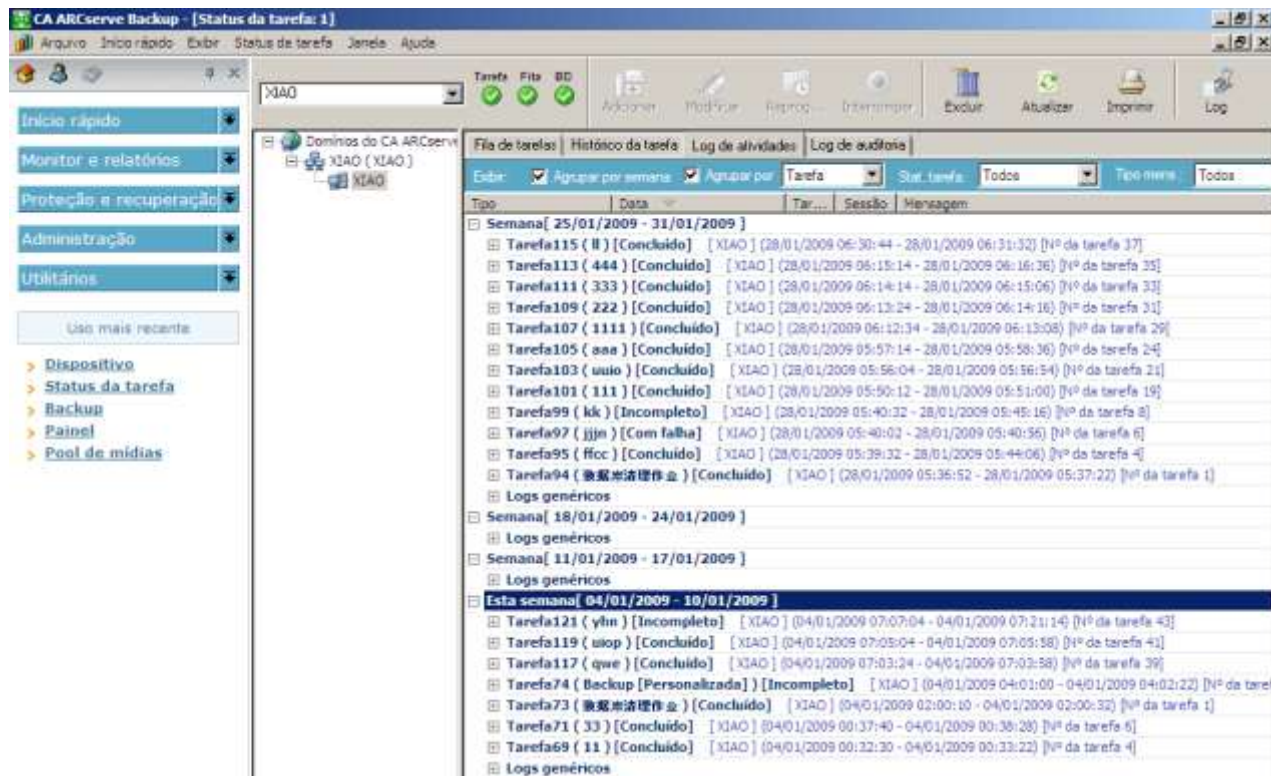 CA ARCserve Backup - [Status da tarefa: 1]
Arquivo Início rápido Exibir Status de tarefa Janela Ajuda
XIAO
Tarefa Fita BD
Adicionar Modificar Reprog... Interromper Excluir Atualizar Imprimir Log
Início rápido
Monitor e relatórios
Proteção e recuperação
Administração
Utilitários
Uso mais recente
Dispositivo
Status da tarefa
Backup
Painel
Pool de mídias
Domínios do CA ARCserve
XIAO ( XIAO )
XIAO
Fila de tarefas Histórico da tarefa Log de atividades Log de auditoria
Exibir: Agrupar por semana Agrupar por Tarefa Stat. tarefa Todos Tipo mens. Todos
Tipo Data Tar... Sessão Mensagem
Semana[ 25/01/2009 - 31/01/2009 ]
Tarefa115 ( ll ) [Concluído] [ XIAO ] (28/01/2009 06:30:44 - 28/01/2009 06:31:32) [Nº da tarefa 37]
Tarefa113 ( 444 ) [Concluído] [ XIAO ] (28/01/2009 06:15:14 - 28/01/2009 06:16:36) [Nº da tarefa 35]
Tarefa111 ( 333 ) [Concluído] [ XIAO ] (28/01/2009 06:14:14 - 28/01/2009 06:15:06) [Nº da tarefa 33]
Tarefa109 ( 222 ) [Concluído] [ XIAO ] (28/01/2009 06:13:24 - 28/01/2009 06:14:16) [Nº da tarefa 31]
Tarefa107 ( 1111 ) [Concluído] [ XIAO ] (28/01/2009 06:12:34 - 28/01/2009 06:13:08) [Nº da tarefa 29]
Tarefa105 ( aaa ) [Concluído] [ XIAO ] (28/01/2009 05:57:14 - 28/01/2009 05:58:36) [Nº da tarefa 24]
Tarefa103 ( uuio ) [Concluído] [ XIAO ] (28/01/2009 05:56:04 - 28/01/2009 05:56:54) [Nº da tarefa 21]
Tarefa101 ( 111 ) [Concluído] [ XIAO ] (28/01/2009 05:50:12 - 28/01/2009 05:51:00) [Nº da tarefa 19]
Tarefa99 ( kk ) [Incompleto] [ XIAO ] (28/01/2009 05:40:32 - 28/01/2009 05:45:16) [Nº da tarefa 8]
Tarefa97 ( jjjn ) [Com falha] [ XIAO ] (28/01/2009 05:40:02 - 28/01/2009 05:40:56) [Nº da tarefa 6]
Tarefa95 ( ffcc ) [Concluído] [ XIAO ] (28/01/2009 05:39:32 - 28/01/2009 05:44:06) [Nº da tarefa 4]
Tarefa94 ( 数据库清理作业 ) [Concluído] [ XIAO ] (28/01/2009 05:36:52 - 28/01/2009 05:37:22) [Nº da tarefa 1]
Logs genéricos
Semana[ 18/01/2009 - 24/01/2009 ]
Logs genéricos
Semana[ 11/01/2009 - 17/01/2009 ]
Logs genéricos
Esta semana[ 04/01/2009 - 10/01/2009 ]
Tarefa121 ( yhn ) [Incompleto] [ XIAO ] (04/01/2009 07:07:04 - 04/01/2009 07:21:14) [Nº da tarefa 43]
Tarefa119 ( uiop ) [Concluído] [ XIAO ] (04/01/2009 07:05:04 - 04/01/2009 07:05:58) [Nº da tarefa 41]
Tarefa117 ( qwe ) [Concluído] [ XIAO ] (04/01/2009 07:03:24 - 04/01/2009 07:03:58) [Nº da tarefa 39]
Tarefa74 ( Backup [Personalizada] ) [Incompleto] [ XIAO ] (04/01/2009 04:01:00 - 04/01/2009 04:02:22) [Nº da taref
Tarefa73 ( 数据库清理作业 ) [Concluído] [ XIAO ] (04/01/2009 02:00:10 - 04/01/2009 02:00:32) [Nº da tarefa 1]
Tarefa71 ( 33 ) [Concluído] [ XIAO ] (04/01/2009 00:37:40 - 04/01/2009 00:38:28) [Nº da tarefa 6]
Tarefa69 ( 11 ) [Concluído] [ XIAO ] (04/01/2009 00:32:30 - 04/01/2009 00:33:22) [Nº da tarefa 4]
Logs genéricos